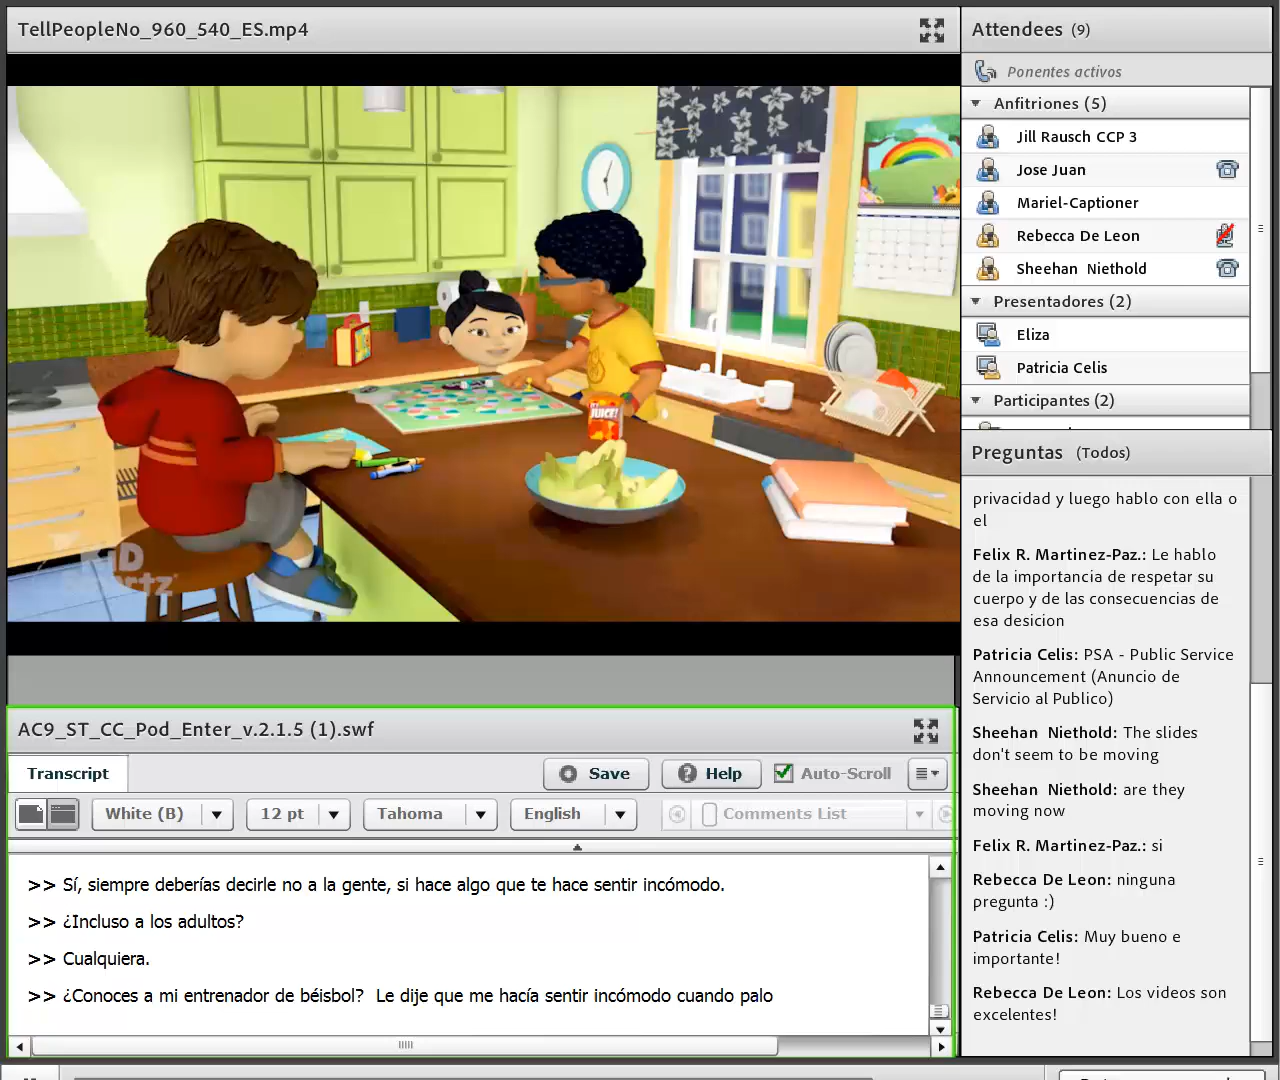 TellPeopleNo_960_540_ES.mp4
JUICE!
KiD
smartz
AC9_ST_CC_Pod_Enter_v.2.1.5 (1).swf
Transcript
Save
Help
Auto-Scroll
White (B)
12 pt
Tahoma
English
Comments List
>> Sí, siempre deberías decirle no a la gente, si hace algo que te hace sentir incómodo.
>> ¿Incluso a los adultos?
>> Cualquiera.
>> ¿Conoces a mi entrenador de béisbol?  Le dije que me hacía sentir incómodo cuando palo
Attendees (9)
Ponentes activos
Anfitriones (5)
Jill Rausch CCP 3
Jose Juan
Mariel-Captioner
Rebecca De Leon
Sheehan Niethold
Presentadores (2)
Eliza
Patricia Celis
Participantes (2)
Preguntas (Todos)
privacidad y luego hablo con ella o
el
Felix R. Martinez-Paz.: Le hablo
de la importancia de respetar su
cuerpo y de las consecuencias de
esa desicion
Patricia Celis: PSA - Public Service
Announcement (Anuncio de
Servicio al Publico)
Sheehan Niethold: The slides
don't seem to be moving
Sheehan Niethold: are they
moving now
Felix R. Martinez-Paz.: si
Rebecca De Leon: ninguna
pregunta :)
Patricia Celis: Muy bueno e
importante!
Rebecca De Leon: Los videos son
excelentes!